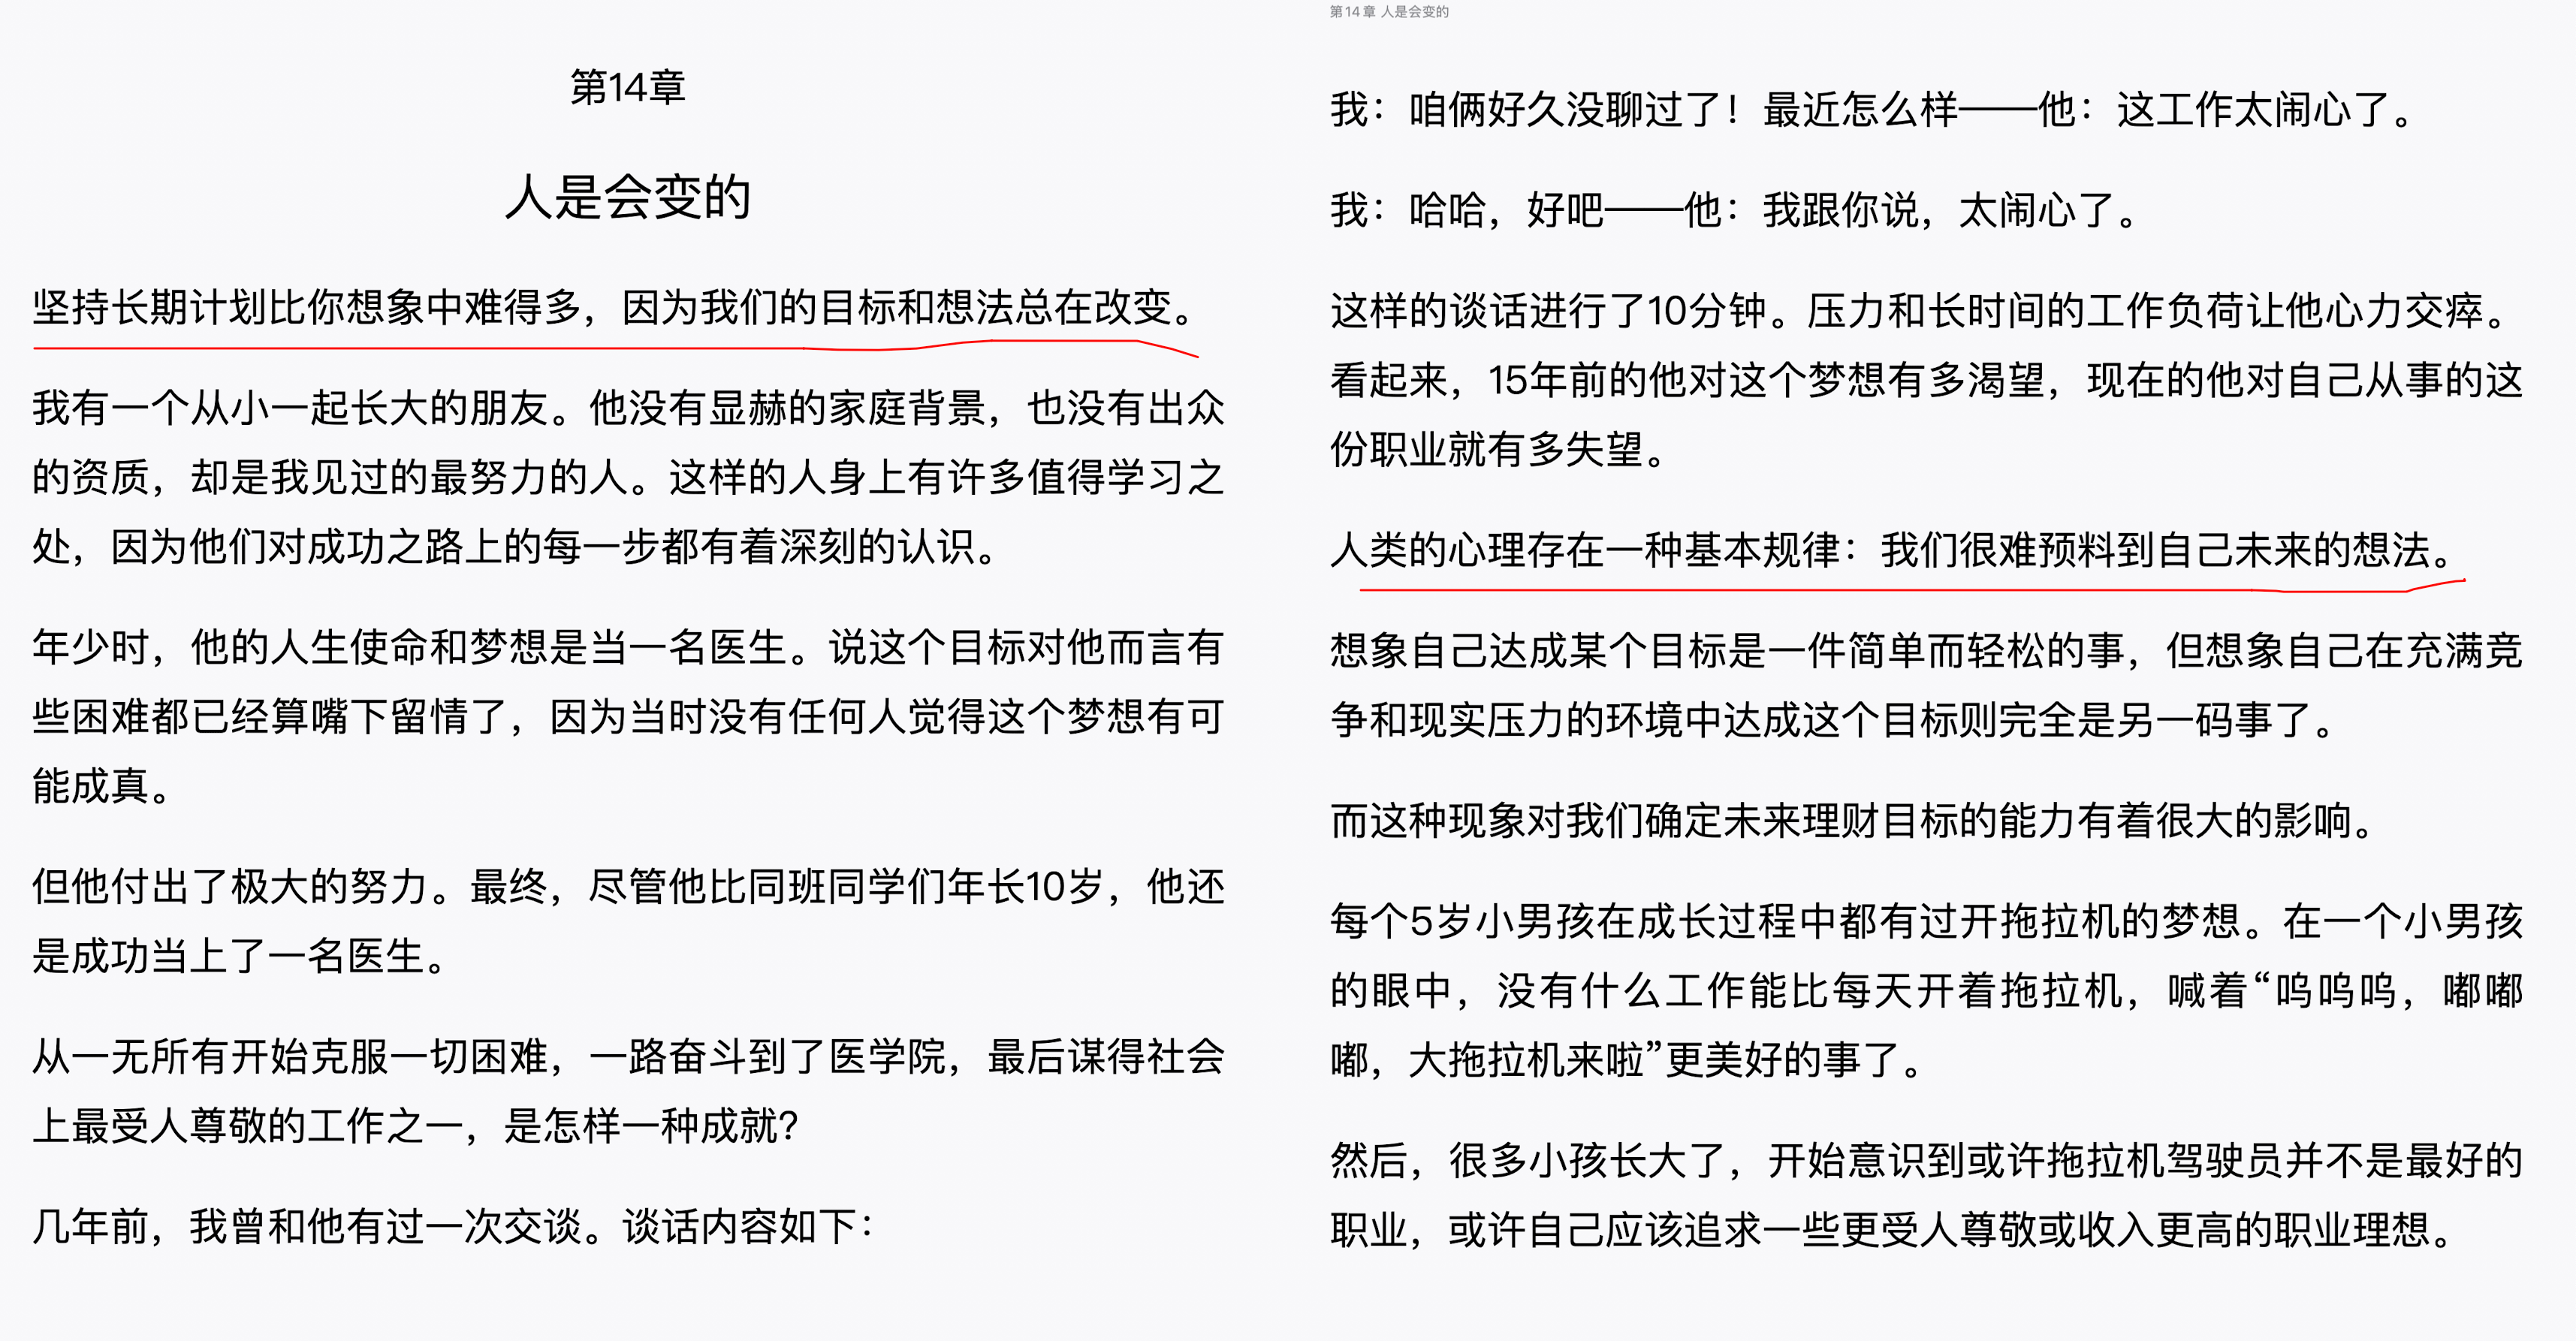 第14章
人是会变的
坚持长期计划比你想象中难得多，因为我们的目标和想法总在改变。
我有一个从小一起长大的朋友。他没有显赫的家庭背景，也没有出众
的资质，却是我见过的最努力的人。这样的人身上有许多值得学习之
处，因为他们对成功之路上的每一步都有着深刻的认识。
年少时，他的人生使命和梦想是当一名医生。说这个目标对他而言有
些困难都已经算嘴下留情了，因为当时没有任何人觉得这个梦想有可
能成真。
但他付出了极大的努力。最终，尽管他比同班同学们年长10岁，他还
是成功当上了一名医生。
从一无所有开始克服一切困难，一路奋斗到了医学院，最后谋得社会
上最受人尊敬的工作之一，是怎样一种成就？
几年前，我曾和他有过一次交谈。谈话内容如下：
第14章 人是会变的
我：咱俩好久没聊过了！最近怎么样——他：这工作太闹心了。
我：哈哈，好吧——他：我跟你说，太闹心了。
这样的谈话进行了10分钟。压力和长时间的工作负荷让他心力交瘁。
看起来，15年前的他对这个梦想有多渴望，现在的他对自己从事的这
份职业就有多失望。
人类的心理存在一种基本规律：我们很难预料到自己未来的想法。
想象自己达成某个目标是一件简单而轻松的事，但想象自己在充满竞
争和现实压力的环境中达成这个目标则完全是另一码事了。
而这种现象对我们确定未来理财目标的能力有着很大的影响。
每个5岁小男孩在成长过程中都有过开拖拉机的梦想。在一个小男孩
的眼中，没有什么工作能比每天开着拖拉机，喊着“呜呜呜，嘟嘟
嘟，大拖拉机来啦”更美好的事了。
然后，很多小孩长大了，开始意识到或许拖拉机驾驶员并不是最好的
职业，或许自己应该追求一些更受人尊敬或收入更高的职业理想。